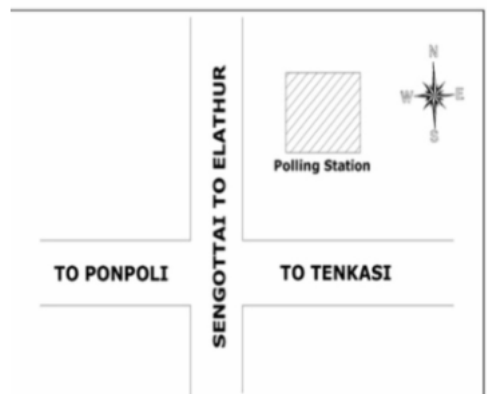 N
W E
S
Polling Station
SENGOTTAI TO ELATHUR
TO PONPOLI
TO TENKASI